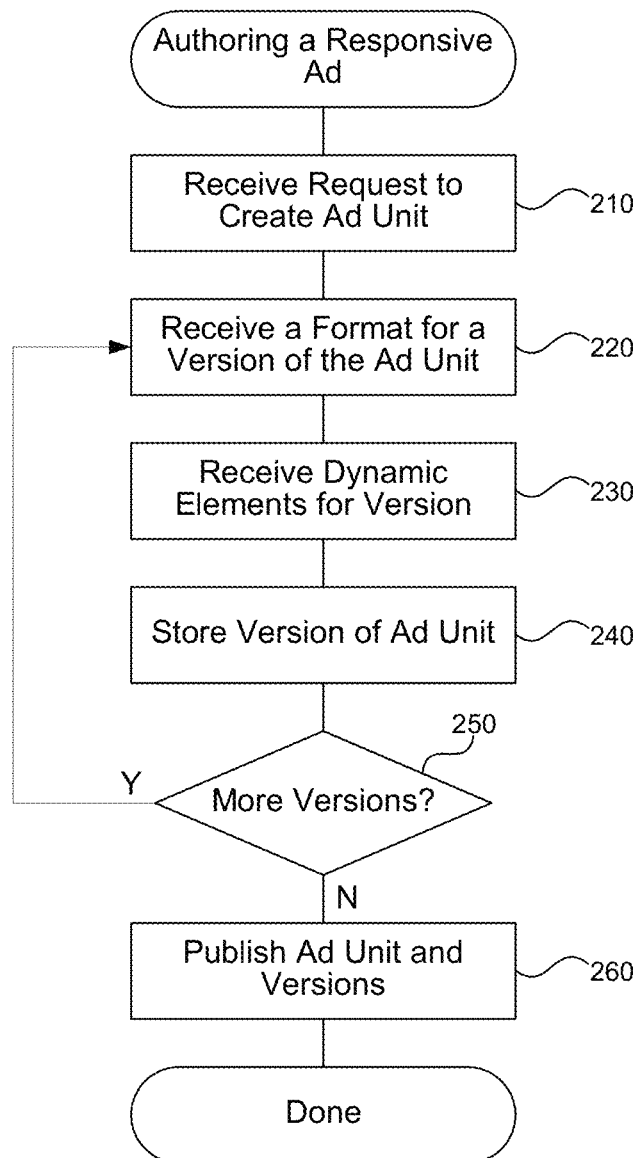 Authoring a Responsive
Ad
Receive Request to
Create Ad Unit
210
Receive a Format for a
Version of the Ad Unit
220
Receive Dynamic
Elements for Version
230
Store Version of Ad Unit
240
250
Y
More Versions?
N
Publish Ad Unit and
Versions
260
Done